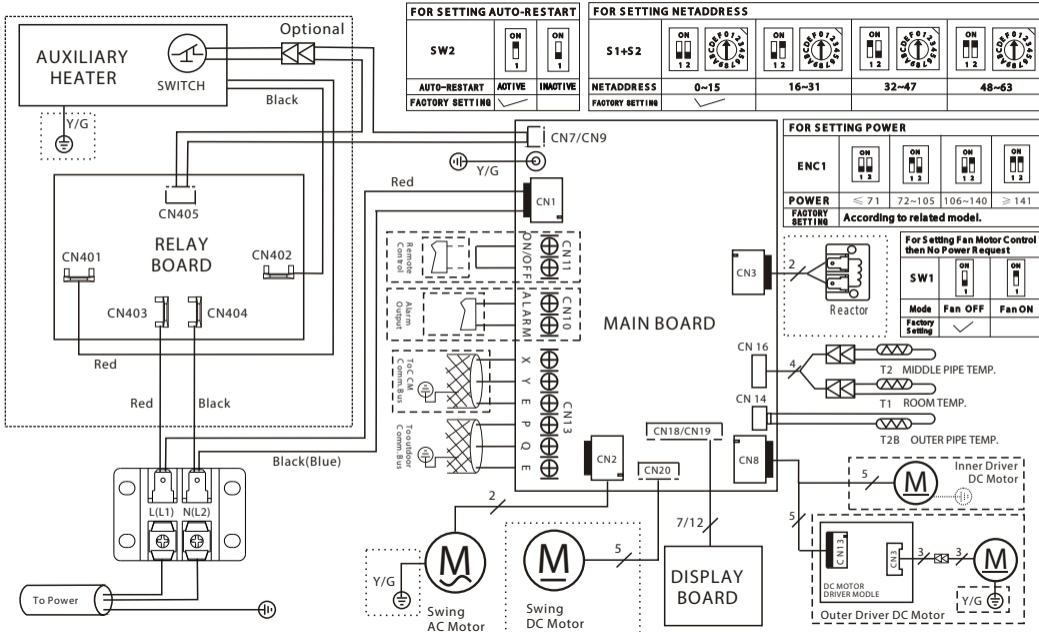 Optional
AUXILIARY
HEATER
SWITCH
Black
Y/G
CN405
RELAY
BOARD
CN401
CN402
CN403
CN404
Red
Red
Black
L(L1)
N(L2)
To Power
Red
Black(Blue)
FOR SETTING AUTO-RESTART
SW2
ON
1
ON
1
AUTO-RESTART
ACTIVE
INACTIVE
FACTORY SETTING
FOR SETTING NETADDRESS
S1+S2
ON
1 2
ON
1 2
ON
1 2
ON
1 2
NETADDRESS
0~15
16~31
32~47
48~63
FACTORY SETTING
FOR SETTING POWER
ENC1
ON
1 2
ON
1 2
ON
1 2
ON
1 2
POWER
≤ 71
72~105
106~140
≥ 141
FACTORY
SETTING
According to related model.
For Setting Fan Motor Control
then No Power Request
SW1
ON
1
ON
1
Mode
Fan OFF
Fan ON
Factory
Setting
CN7/CN9
Y/G
CN1
Remote
Control
ON/OFF
CN11
Alarm
Output
ALARM
CN10
To CCM
Comm.Bus
X
Y
E
CN13
To outdoor
Comm.Bus
P
Q
E
MAIN BOARD
CN3
2
Reactor
CN 16
4
T2 MIDDLE PIPE TEMP.
T1 ROOM TEMP.
CN 14
T2B OUTER PIPE TEMP.
CN2
CN18/CN19
CN20
CN8
2
M
Y/G
Swing
AC Motor
M
5
Swing
DC Motor
7/12
DISPLAY
BOARD
5
M
Inner Driver
DC Motor
5
CN13
CN3
3
3
M
DC MOTOR
DRIVER MODLE
Y/G
Outer Driver DC Motor